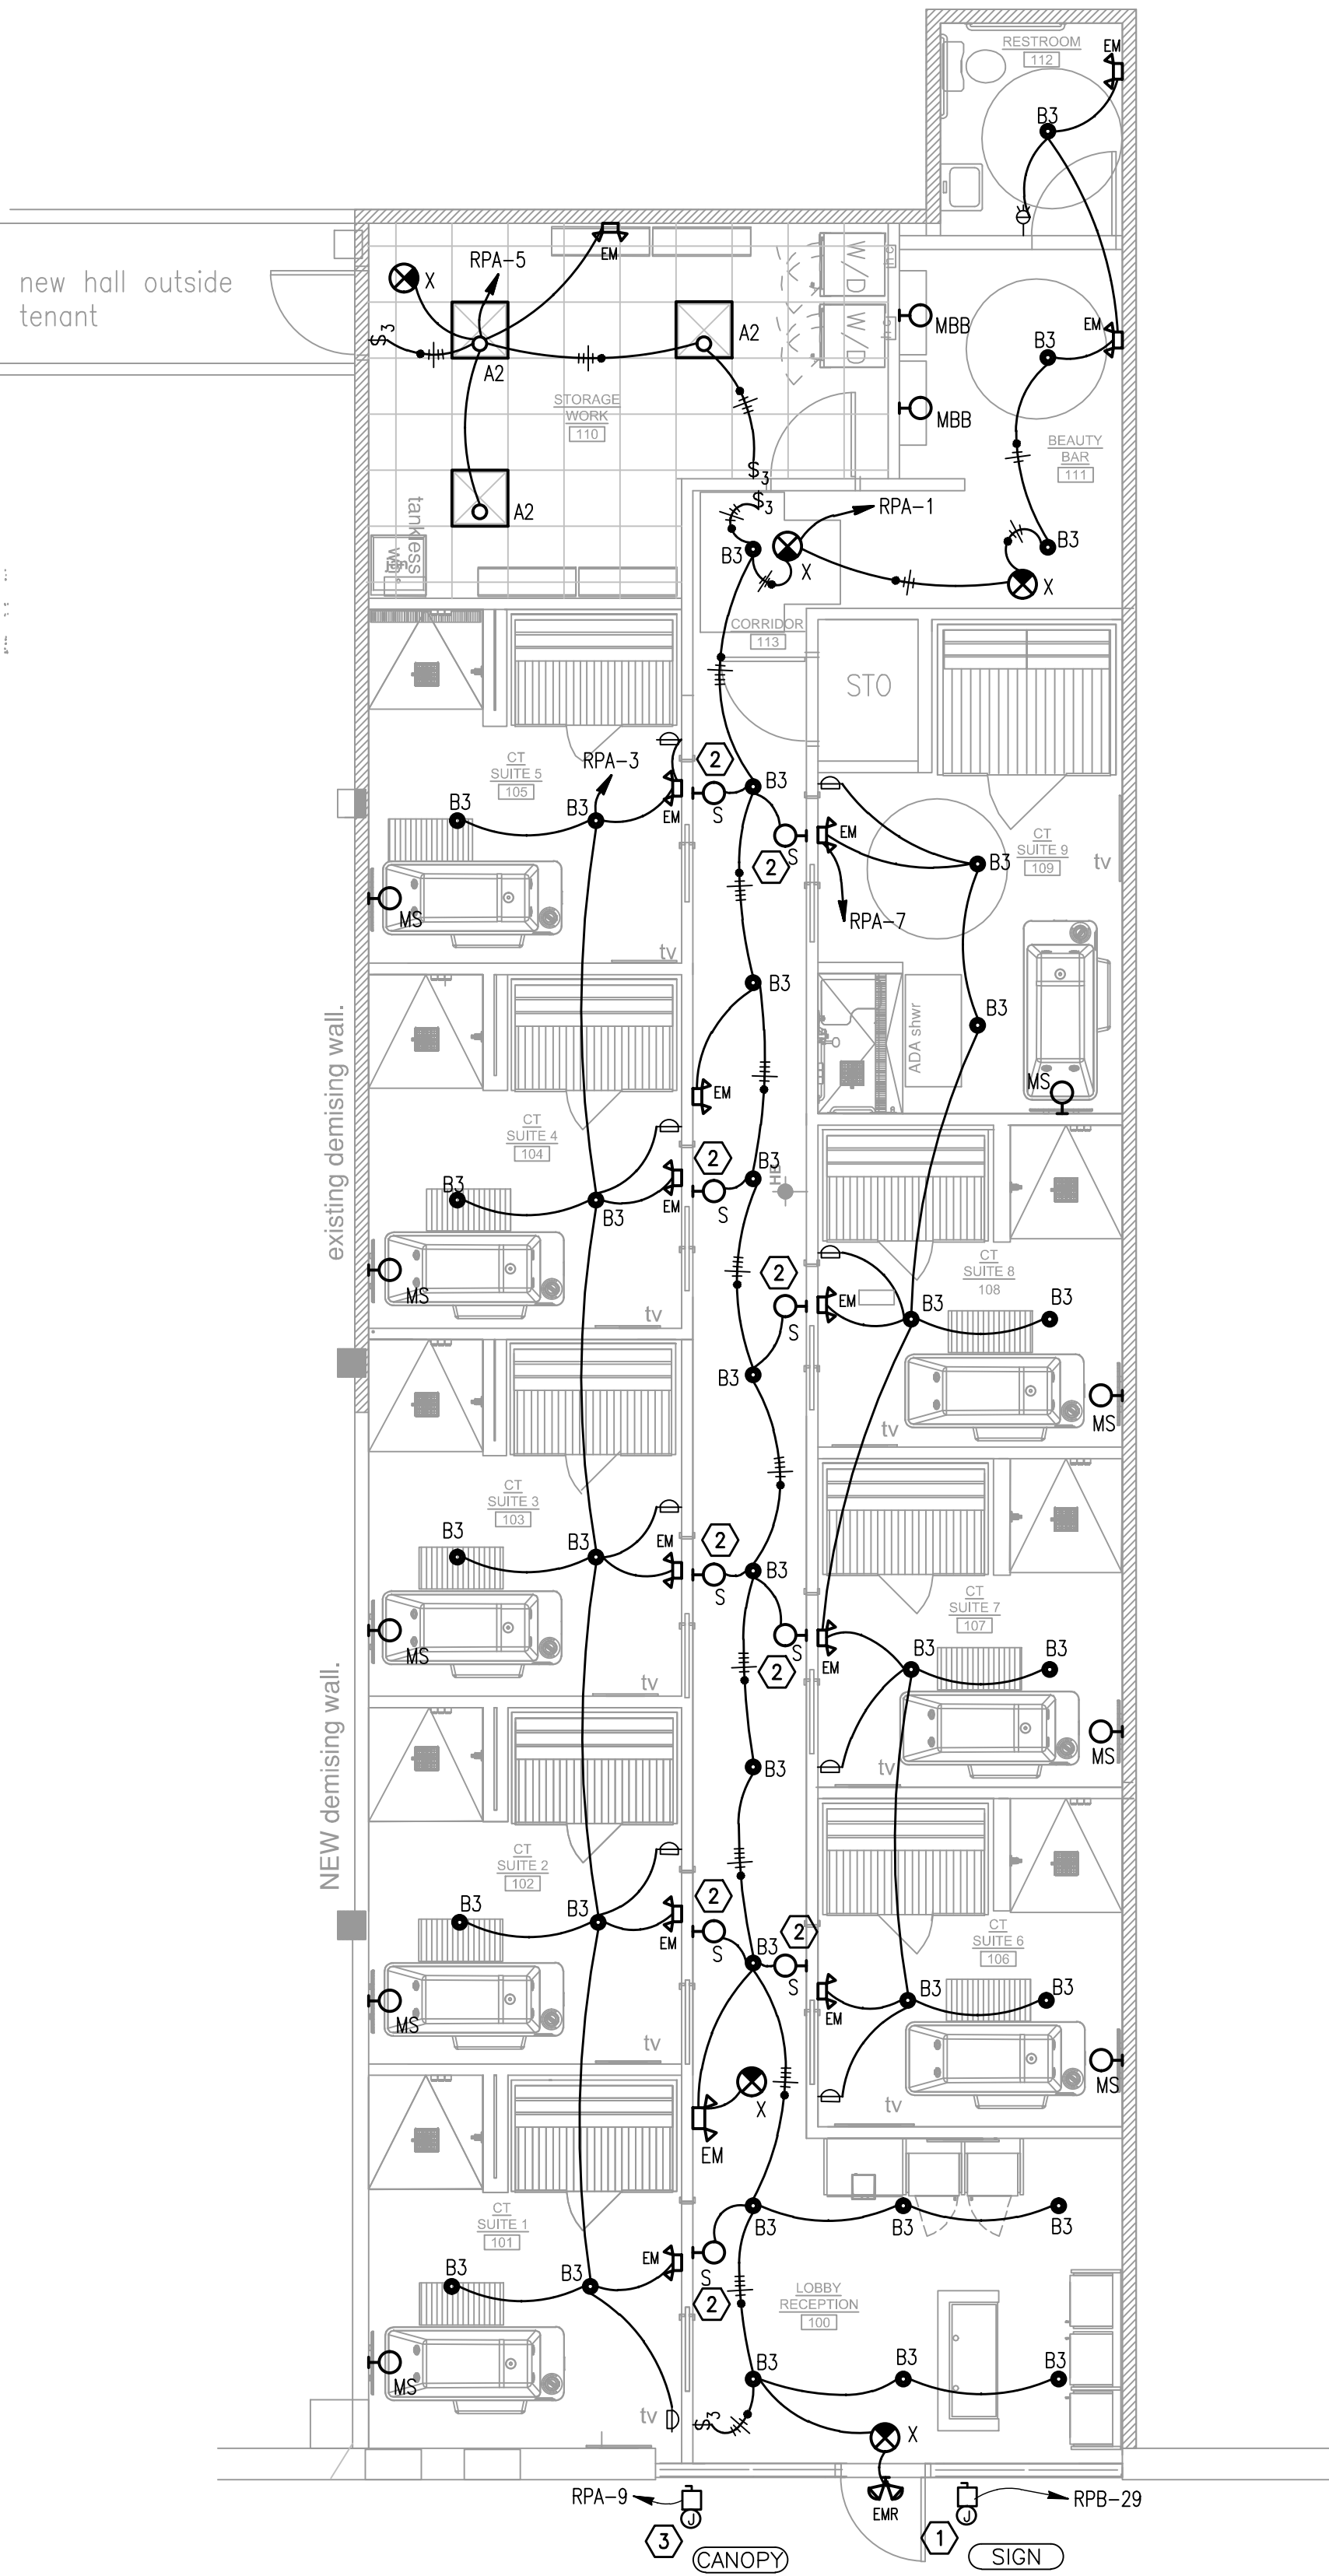 RESTROOM
112
EM
B3
new hall outside
tenant
RPA-5
EM
X
W/D
MBB
EM
B3
$3
A2
A2
W/D
STORAGE
WORK
110
MBB
BEAUTY
BAR
111
$3
A2
tankless
$3
RPA-1
B3
X
B3
X
CORRIDOR
113
STO
CT
SUITE 5
105
RPA-3
2
B3
B3
B3
EM
S
EM
S
2
CT
SUITE 9
109
tv
B3
MS
RPA-7
tv
B3
B3
ADA shwr
existing demising wall.
EM
MS
CT
SUITE 4
104
2
B3
HB
B3
B3
EM
S
2
CT
SUITE 8
108
MS
S
EM
B3
B3
tv
B3
tv
MS
CT
SUITE 3
103
B3
B3
EM
2
B3
S
CT
SUITE 7
107
MS
S
2
EM
B3
B3
tv
NEW demising wall.
B3
tv
MS
CT
SUITE 2
102
B3
B3
EM
2
S
B3
2
S
CT
SUITE 6
106
EM
B3
B3
MS
tv
X
MS
tv
EM
CT
SUITE 1
101
B3
B3
B3
B3
B3
EM
S
2
LOBBY
RECEPTION
100
B3
B3
B3
MS
tv
$3
X
RPA-9
J
EMR
J
RPB-29
3
1
CANOPY
SIGN